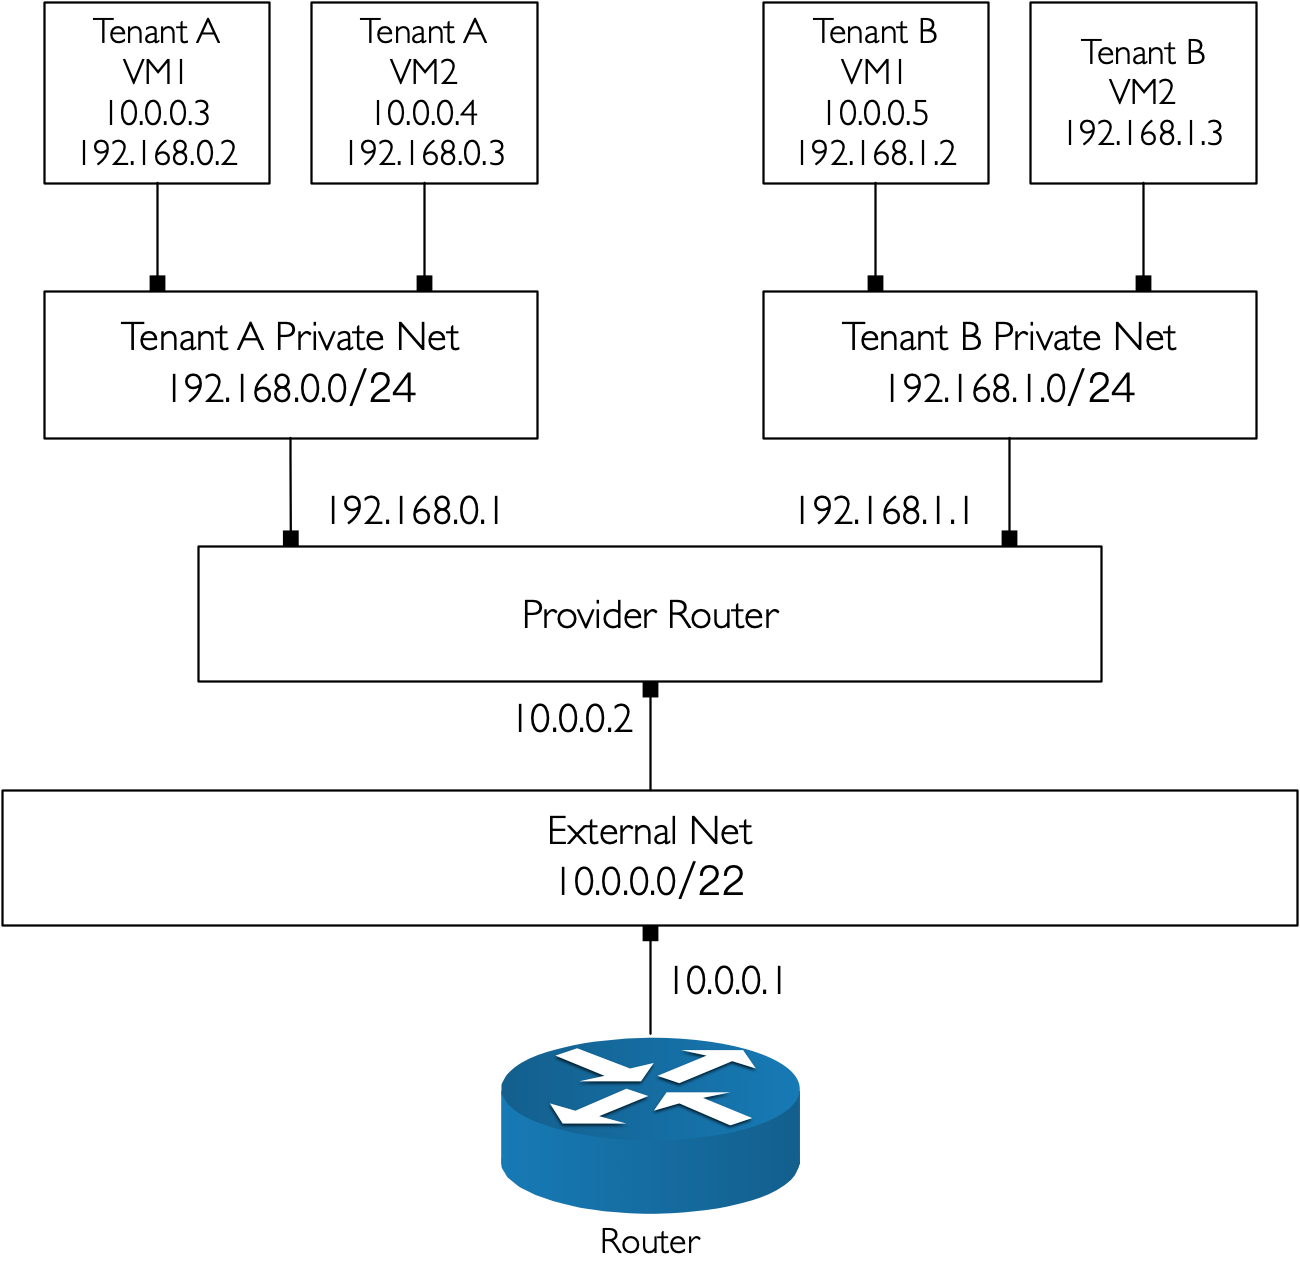 Tenant A
VM1
10.0.0.3
192.168.0.2
Tenant A
VM2
10.0.0.4
192.168.0.3
Tenant B
VM1
10.0.0.5
192.168.1.2
Tenant B
VM2
192.168.1.3
Tenant A Private Net
192.168.0.0/24
Tenant B Private Net
192.168.1.0/24
192.168.0.1
192.168.1.1
Provider Router
10.0.0.2
External Net
10.0.0.0/22
10.0.0.1
Router